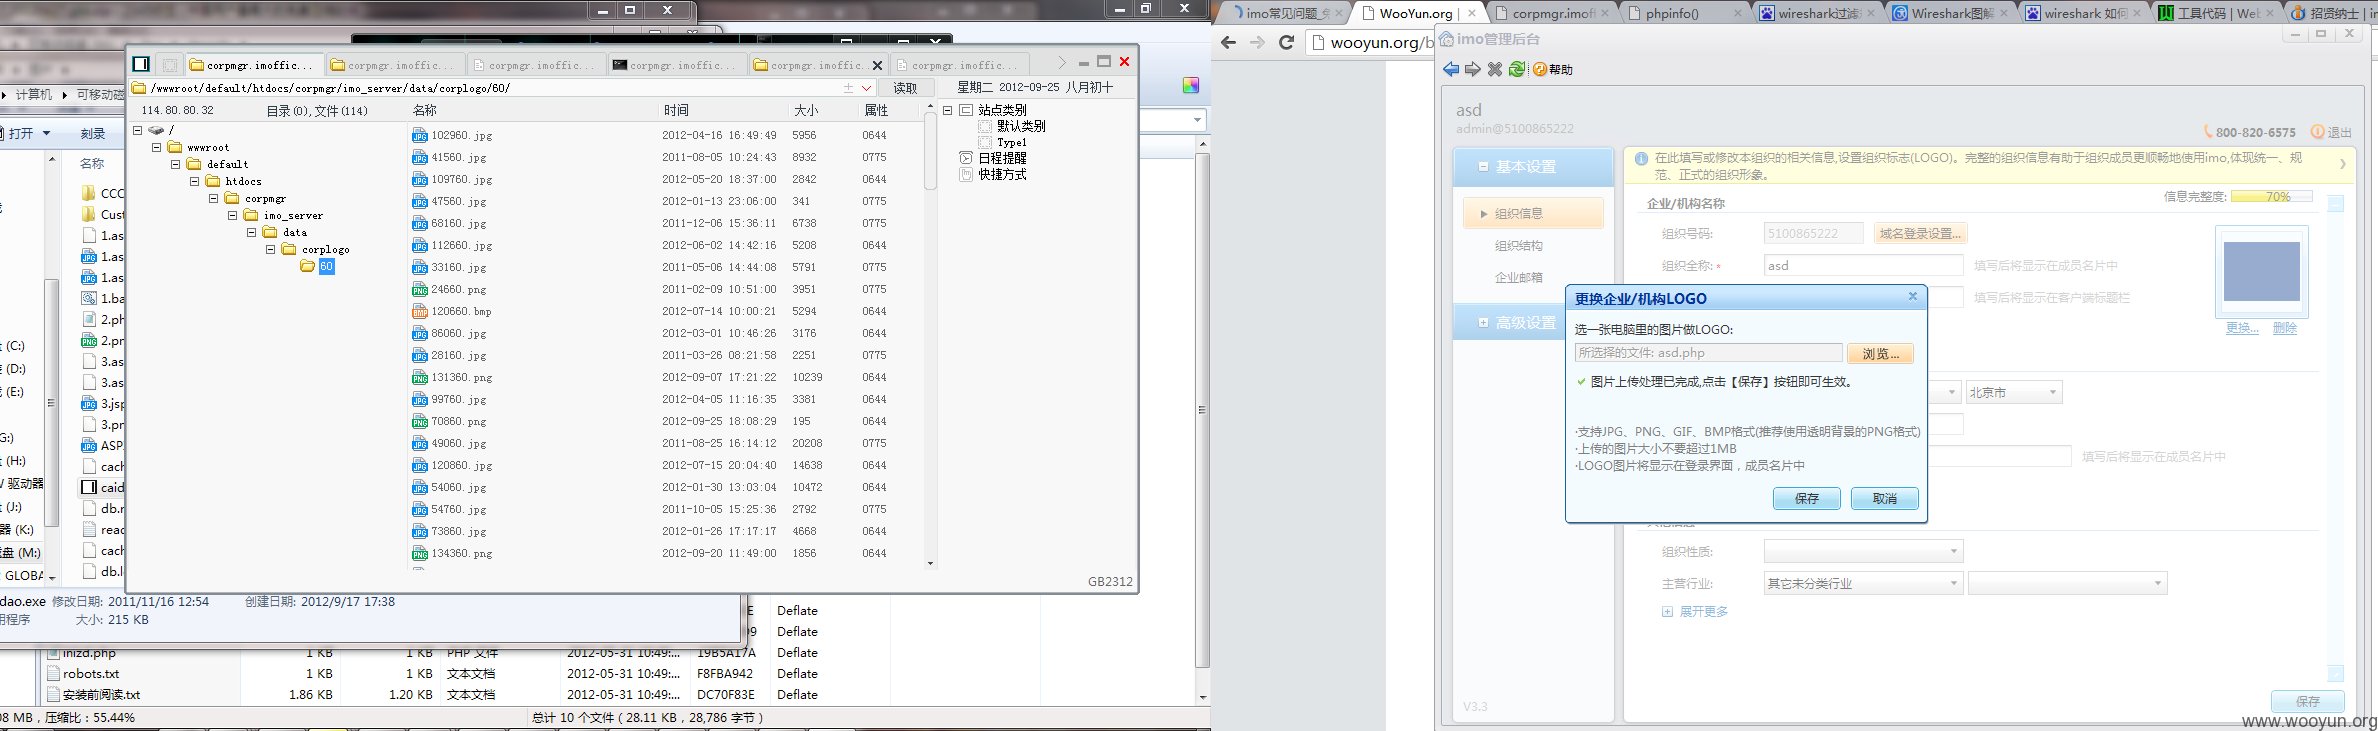 corpmgr.imoffic...
corpmgr.imoffic...
corpmgr.imoffic...
corpmgr.imoffic...
corpmgr.imoffic...
corpmgr.imoffic...
/wwwroot/default/htdocs/corpmgr/imo_server/data/corplogo/60/
读取
星期二 2012-09-25 八月初十
114.80.80.32
目录(0),文件(114)
名称 时间 大小 属性
/
wwwroot
default
htdocs
corpmgr
imo_server
data
corplogo
60
102960.jpg 2012-04-16 16:49:49 5956 0644
41560.jpg 2011-08-05 10:24:43 8932 0775
109760.jpg 2012-05-20 18:37:00 2842 0644
47560.jpg 2012-01-13 23:06:00 341 0644
68160.jpg 2011-12-06 15:36:11 6738 0644
112660.jpg 2012-06-02 14:42:16 5208 0644
33160.jpg 2011-05-06 14:44:08 5791 0775
24660.png 2011-02-09 10:51:00 3951 0644
120660.bmp 2012-07-14 10:00:21 5294 0644
86060.jpg 2012-03-01 10:46:26 3176 0644
28160.jpg 2011-03-26 08:21:58 2251 0775
131360.png 2012-09-07 17:21:22 10239 0644
99760.jpg 2012-04-05 11:16:35 3381 0644
70860.png 2012-09-25 18:08:29 195 0644
49060.jpg 2011-08-25 16:14:12 20208 0775
120860.jpg 2012-07-15 20:04:40 14638 0644
54060.jpg 2012-01-30 13:03:04 10472 0644
54760.jpg 2011-10-05 15:25:36 2792 0775
73860.jpg 2012-01-26 17:17:17 4668 0644
134360.png 2012-09-20 11:49:00 1856 0644
站点类别
默认类别
Type1
日程提醒
快捷方式
GB2312
计算机 ▸ 可移动磁
打开 刻录
名称
CCC
Cust
1.as
1.as
1.as
1.ba
2.ph
2.pn
3.as
3.as
3.jsp
3.pn
ASP
cach
caid
db.r
read
cach
db.l
(C:)
(D:)
(E:)
G:)
(H:)
W 驱动器
(J:)
器 (K:)
盘 (M:)
GLOBA
dao.exe 修改日期: 2011/11/16 12:54 创建日期: 2012/9/17 17:38
用程序 大小: 215 KB
Deflate
Deflate
inizd.php 1 KB 1 KB PHP 文件 2012-05-31 10:49:... 19B5A17A Deflate
robots.txt 1 KB 1 KB 文本文档 2012-05-31 10:49:... F8FBA942 Deflate
安装前阅读.txt 1.86 KB 1.20 KB 文本文档 2012-05-31 10:49:... DC70F83E Deflate
08 MB，压缩比：55.44%
总计 10 个文件（28.11 KB，28,786 字节）
imo常见问题_免
WooYun.org |
corpmgr.imoff
phpinfo()
wireshark过滤
Wireshark图解
wireshark 如何
工具代码 | Web
招贤纳士 | im
wooyun.org/b
imo管理后台
帮助
asd
admin@5100865222
800-820-6575
退出
基本设置
组织信息
组织结构
企业邮箱
高级设置
V3.3
在此填写或修改本组织的相关信息,设置组织标志(LOGO)。完整的组织信息有助于组织成员更顺畅地使用imo,体现统一、规
范、正式的组织形象。
信息完整度: 70%
企业/机构名称
组织号码: 5100865222 域名登录设置...
组织全称: * asd 填写后将显示在成员名片中
填写后将显示在客户端标题栏
更换... 删除
更换企业/机构LOGO
选一张电脑里的图片做LOGO:
所选择的文件: asd.php 浏览...
图片上传处理已完成,点击【保存】按钮即可生效。
·支持JPG、PNG、GIF、BMP格式(推荐使用透明背景的PNG格式)
·上传的图片大小不要超过1MB
·LOGO图片将显示在登录界面，成员名片中
保存 取消
北京市
填写后将显示在成员名片中
组织性质:
主营行业: 其它未分类行业
展开更多
保存
www.wooyun.org